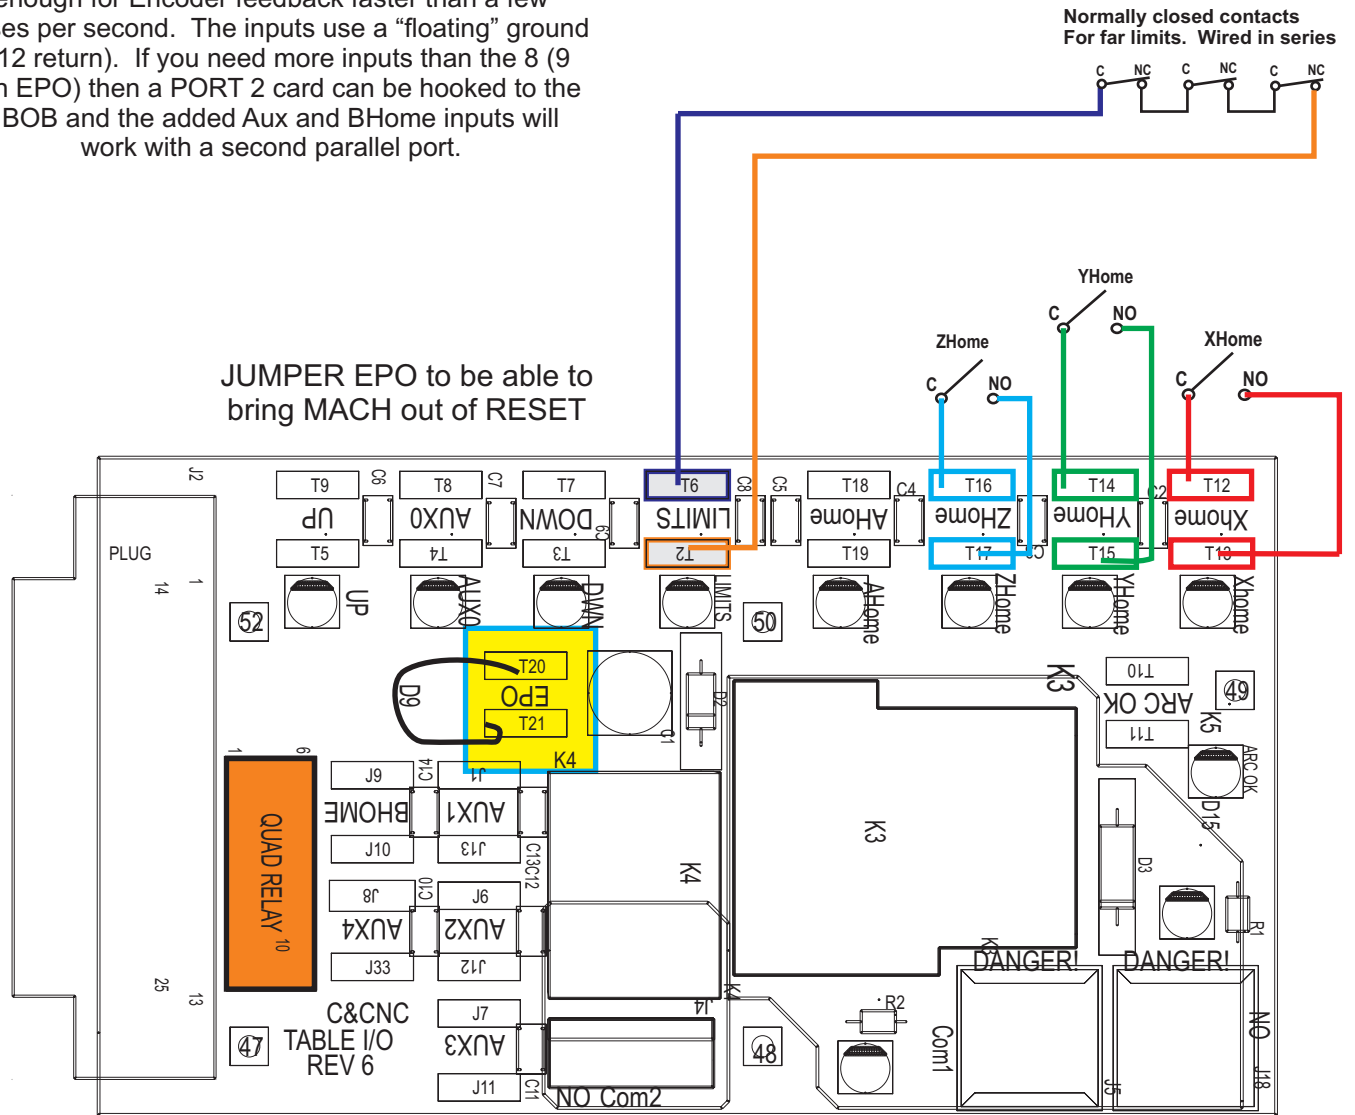 enough for Encoder feedback faster than a few
es per second. The inputs use a “floating” ground
12 return). If you need more inputs than the 8 (9
EPO) then a PORT 2 card can be hooked to the
BOB and the added Aux and BHome inputs will
work with a second parallel port.
Normally closed contacts
For far limits. Wired in series
C NC C NC C NC
YHome
C NO
ZHome
C NO
XHome
C NO
JUMPER EPO to be able to
bring MACH out of RESET
J2
T9 C6 T8 C7 T7 T6 C8 C5 T18 C4 T16 T14 C2 T12
UP AUX0 DOWN C9 LIMITS AHome ZHome YHome Xhome
T5 T4 T3 T2 T19 T17 T15 T13
PLUG
1
14
UP AUX0 DWN LIMITS AHome ZHome YHome Xhome
52 50 49
T20
EPO
T21
D9
C1
D2
K3
T10
ARC OK
T11
K5
ARC OK
D15
K4
1 6
QUAD RELAY
10
J9 C14 J1
BHOME AUX1
J10 J13 C13 C12
J8 C10 J6
AUX4 AUX2
J33 J12
J7
AUX3
J11 C11
K4
K4
J4
K3
K3
D3
R1
25
13
C&CNC
TABLE I/O
REV 6
47 48
NO Com2
R2
DANGER! DANGER!
Com1
J5
NO
J18